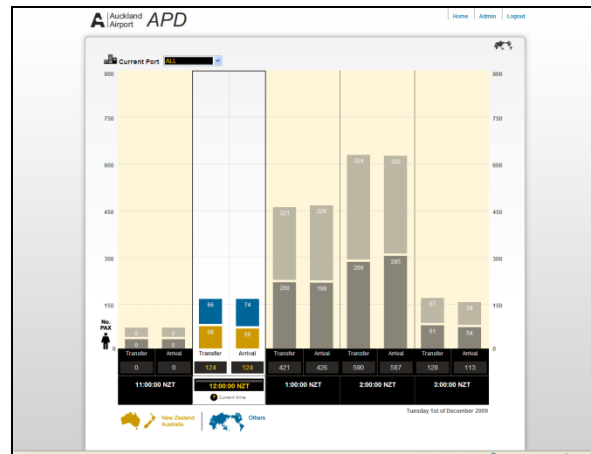 Auckland Airport APD
Home Admin Logout
Current Port ALL
900 900
750 750
600 600
450 450
300 300
150 150
0 0
No. PAX
0 0 66 74 221 228 324 302 67 59
0 0 58 50 200 198 266 285 61 54
Transfer Arrival Transfer Arrival Transfer Arrival Transfer Arrival Transfer Arrival
0 0 124 124 421 426 590 587 128 113
11:00:00 NZT 12:00:00 NZT 1:00:00 NZT 2:00:00 NZT 3:00:00 NZT
Current time
Tuesday 1st of December 2009
New Zealand
Australia
Others